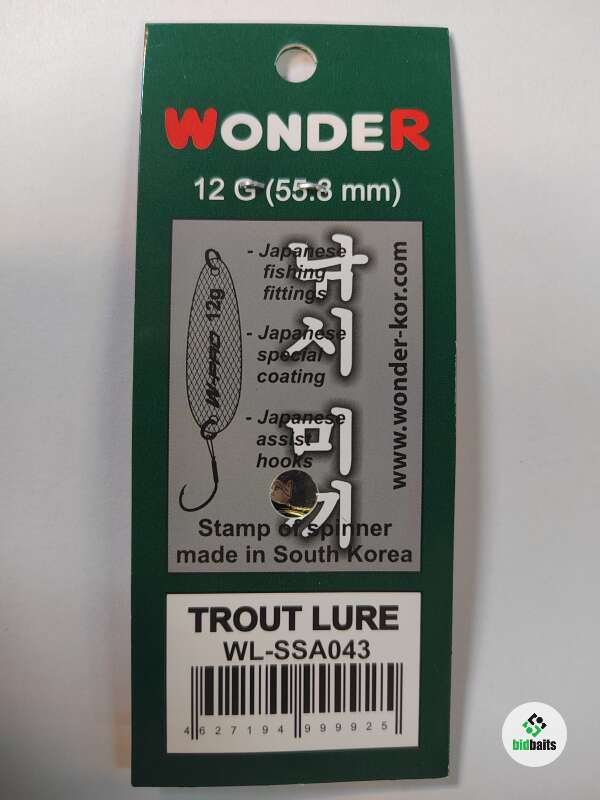 WONDER
12 G (55.8 mm)
- Japanese
fishing
fittings
- Japanese
special
coating
- Japanese
assist
hooks
낚시 미끼
www.wonder-kor.com
W-PRO 12g
Stamp of spinner
made in South Korea
TROUT LURE
WL-SSA043
4 627194 999925
bidbaits